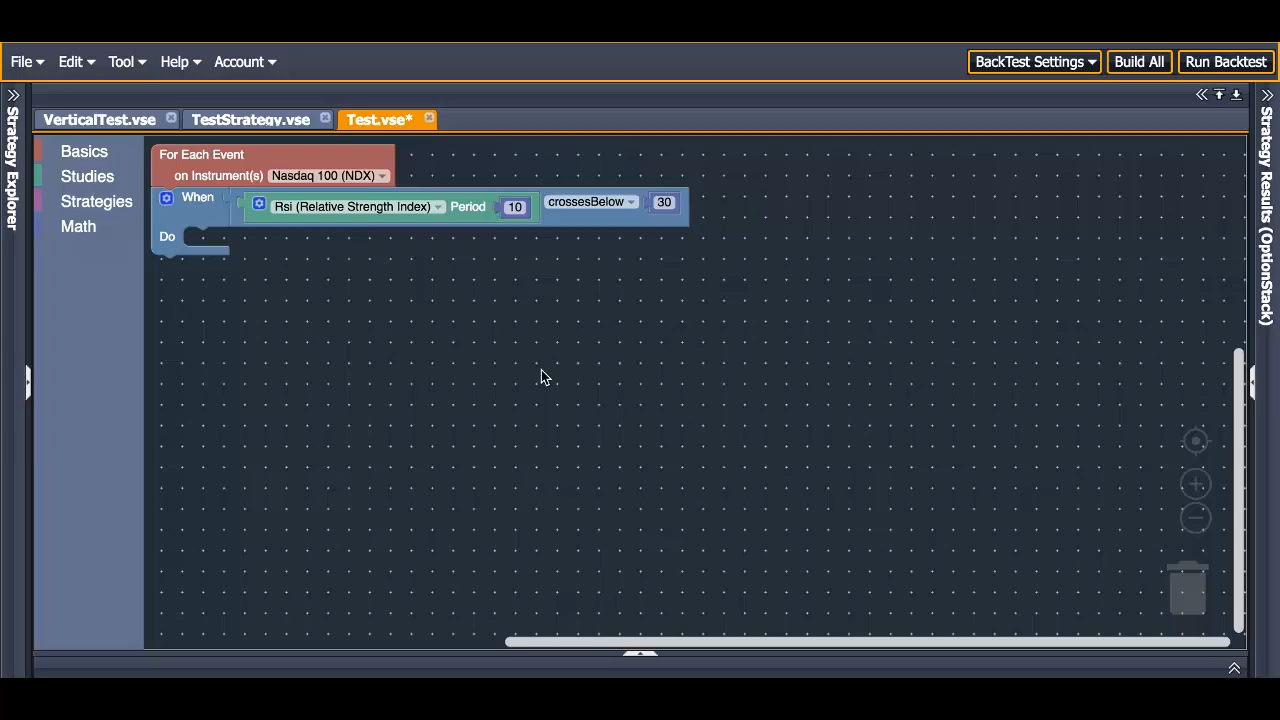 File Edit Tool Help Account BackTest Settings Build All Run Backtest
Strategy Explorer
VerticalTest.vse TestStrategy.vse Test.vse*
Basics
Studies
Strategies
Math
For Each Event
on Instrument(s) Nasdaq 100 (NDX)
When Rsi (Relative Strength Index) Period 10 crossesBelow 30
Do
Strategy Results (OptionStack)